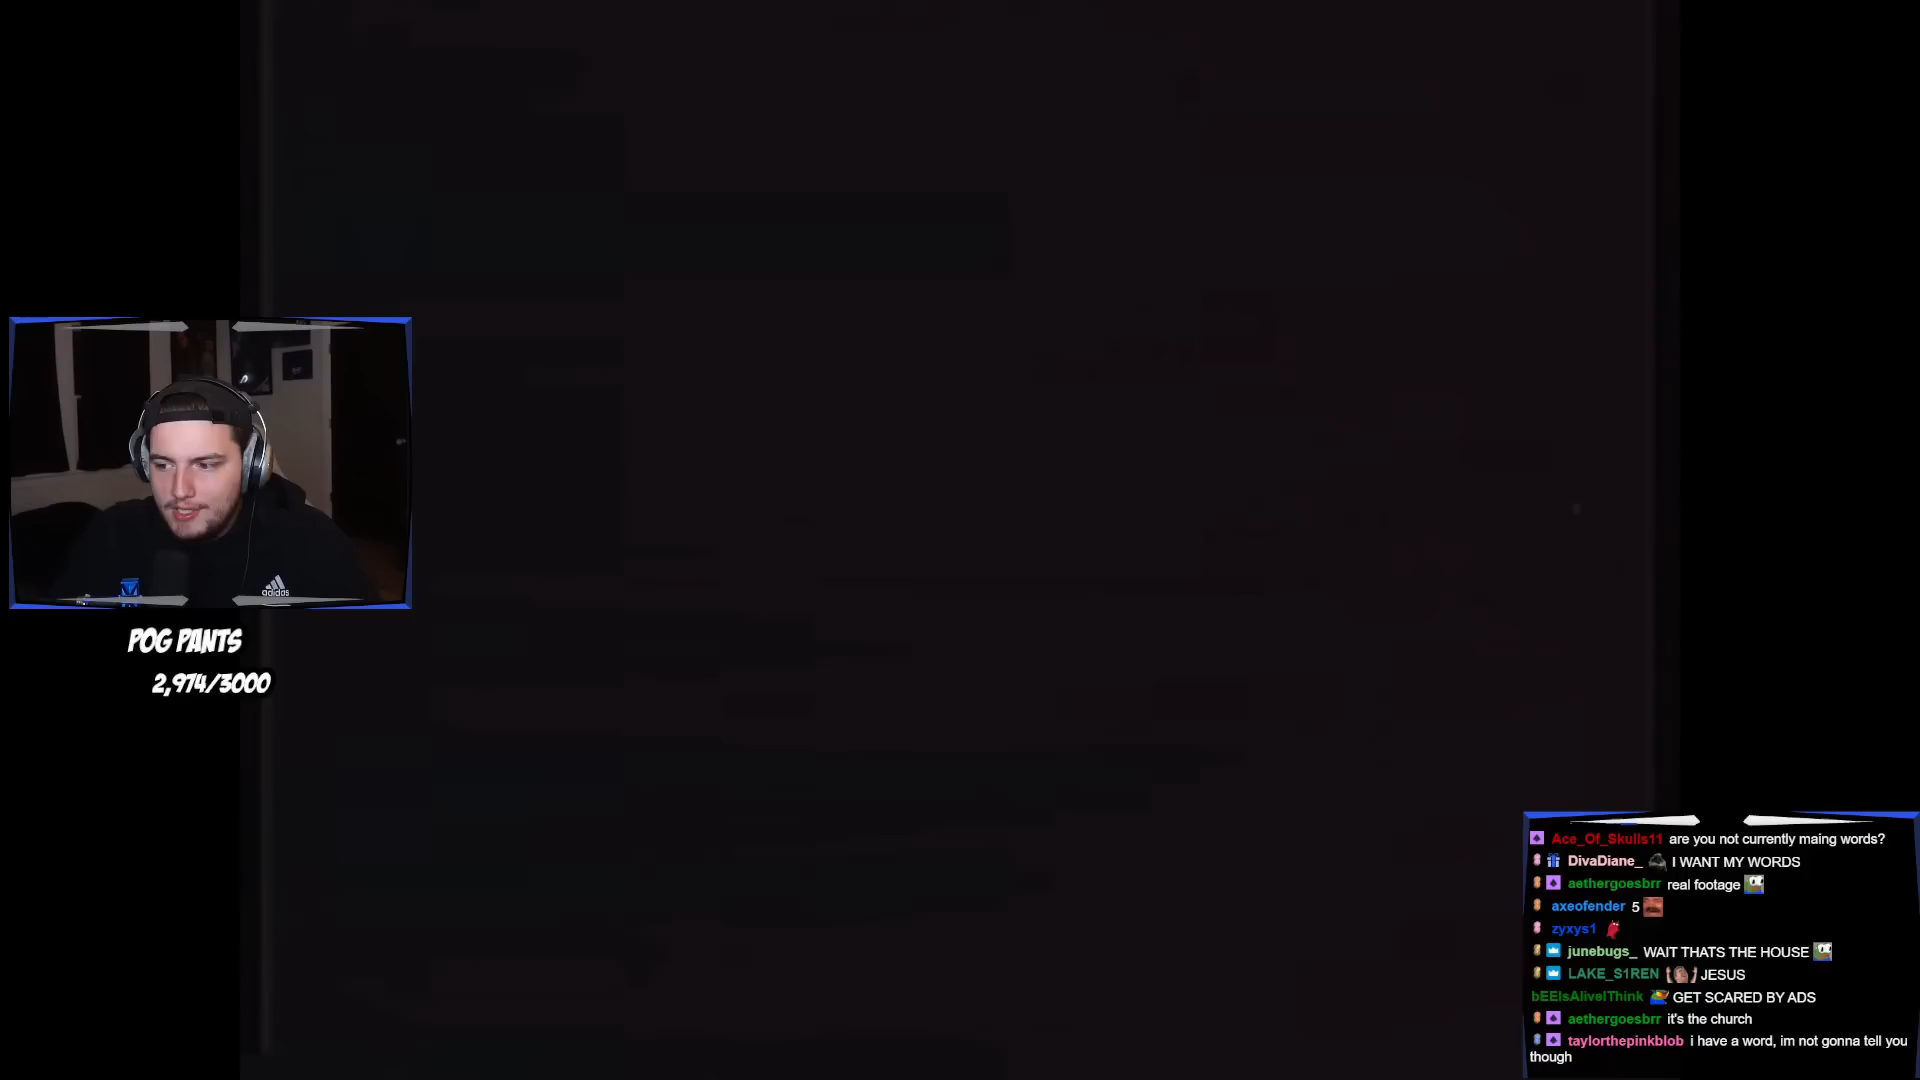 adidas
POG PANTS
2,974/3000
Ace_Of_Skulls11 are you not currently maing words?
DivaDiane_ I WANT MY WORDS
aethergoesbrr real footage
axeofender 5
zyxys1
junebugs_ WAIT THATS THE HOUSE
LAKE_S1REN JESUS
bEEIsAliveIThink GET SCARED BY ADS
aethergoesbrr it's the church
taylorthepinkblob i have a word, im not gonna tell you
though